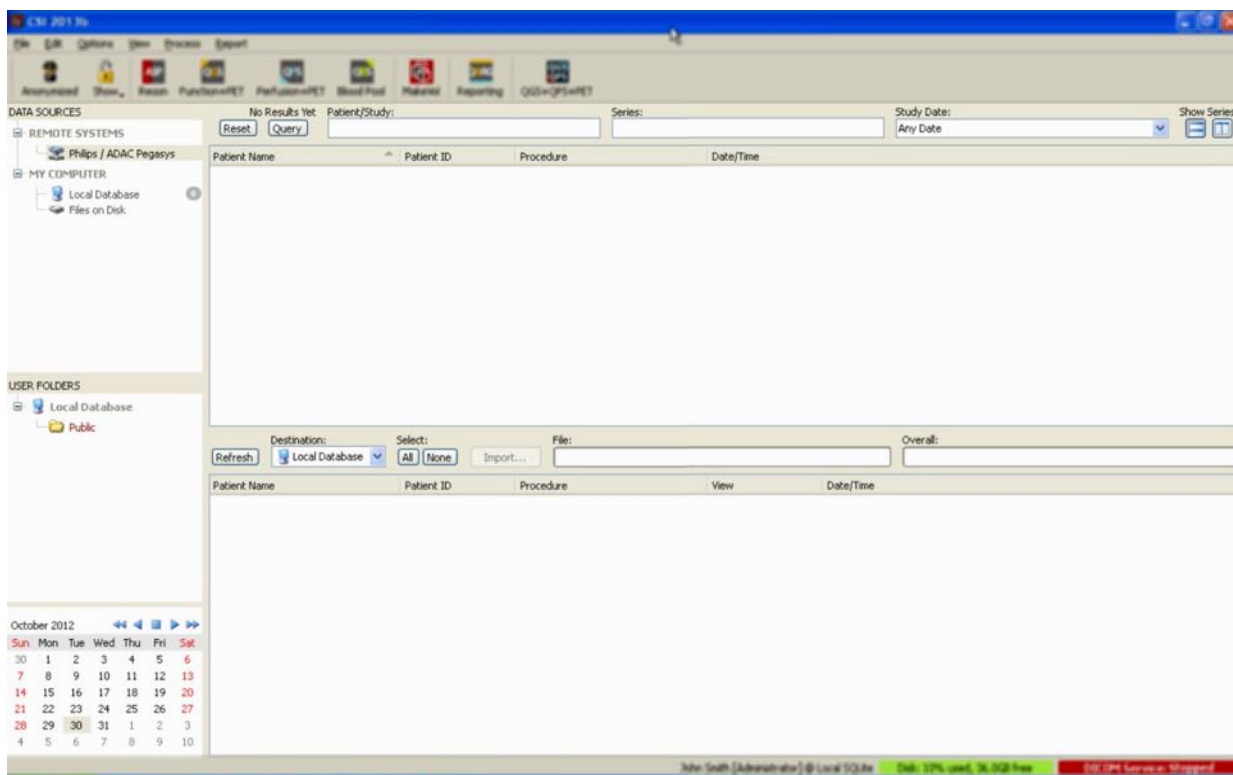 CSI 2013b
File Edit Options View Process Export
Anonymized Show... Recon Function+PET Perfusion+PET Blood Pool Reporting QGS+QPS+PET
DATA SOURCES No Results Yet Patient/Study: Series: Study Date: Show Series
REMOTE SYSTEMS Reset Query Any Date
Philips / ADAC Pegasys Patient Name Patient ID Procedure Date/Time
MY COMPUTER
Local Database
Files on Disk
USER FOLDERS
Local Database
Public
Destination: Select: File: Overall:
Refresh Local Database All None Import...
Patient Name Patient ID Procedure View Date/Time
October 2012
Sun Mon Tue Wed Thu Fri Sat
30 1 2 3 4 5 6
7 8 9 10 11 12 13
14 15 16 17 18 19 20
21 22 23 24 25 26 27
28 29 30 31 1 2 3
4 5 6 7 8 9 10
John Smith [Administrator] @ Local SQLite Disk: 10% used, 36.0GB free DICOM Service: Stopped